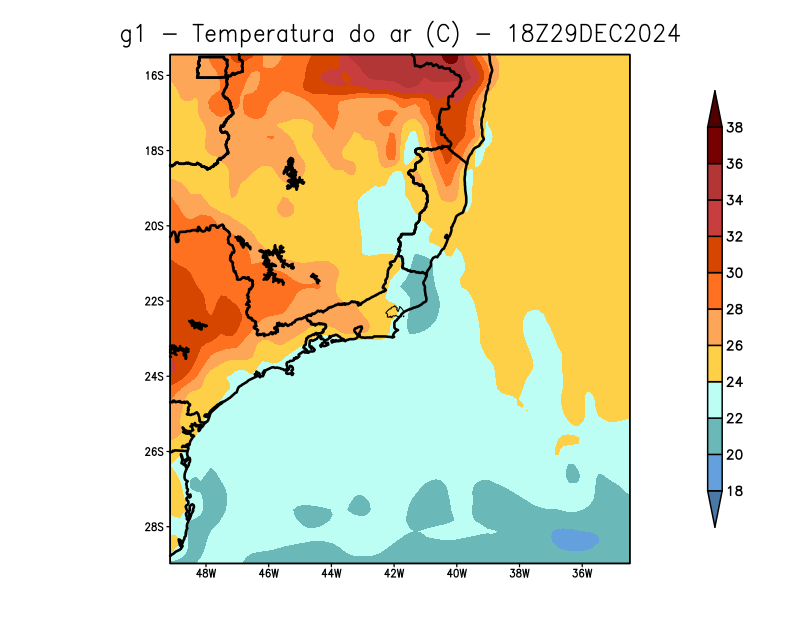 g1 - Temperatura do ar (C) - 18Z29DEC2024
16S
18S
20S
22S
24S
26S
28S
48W
46W
44W
42W
40W
38W
36W
38
36
34
32
30
28
26
24
22
20
18